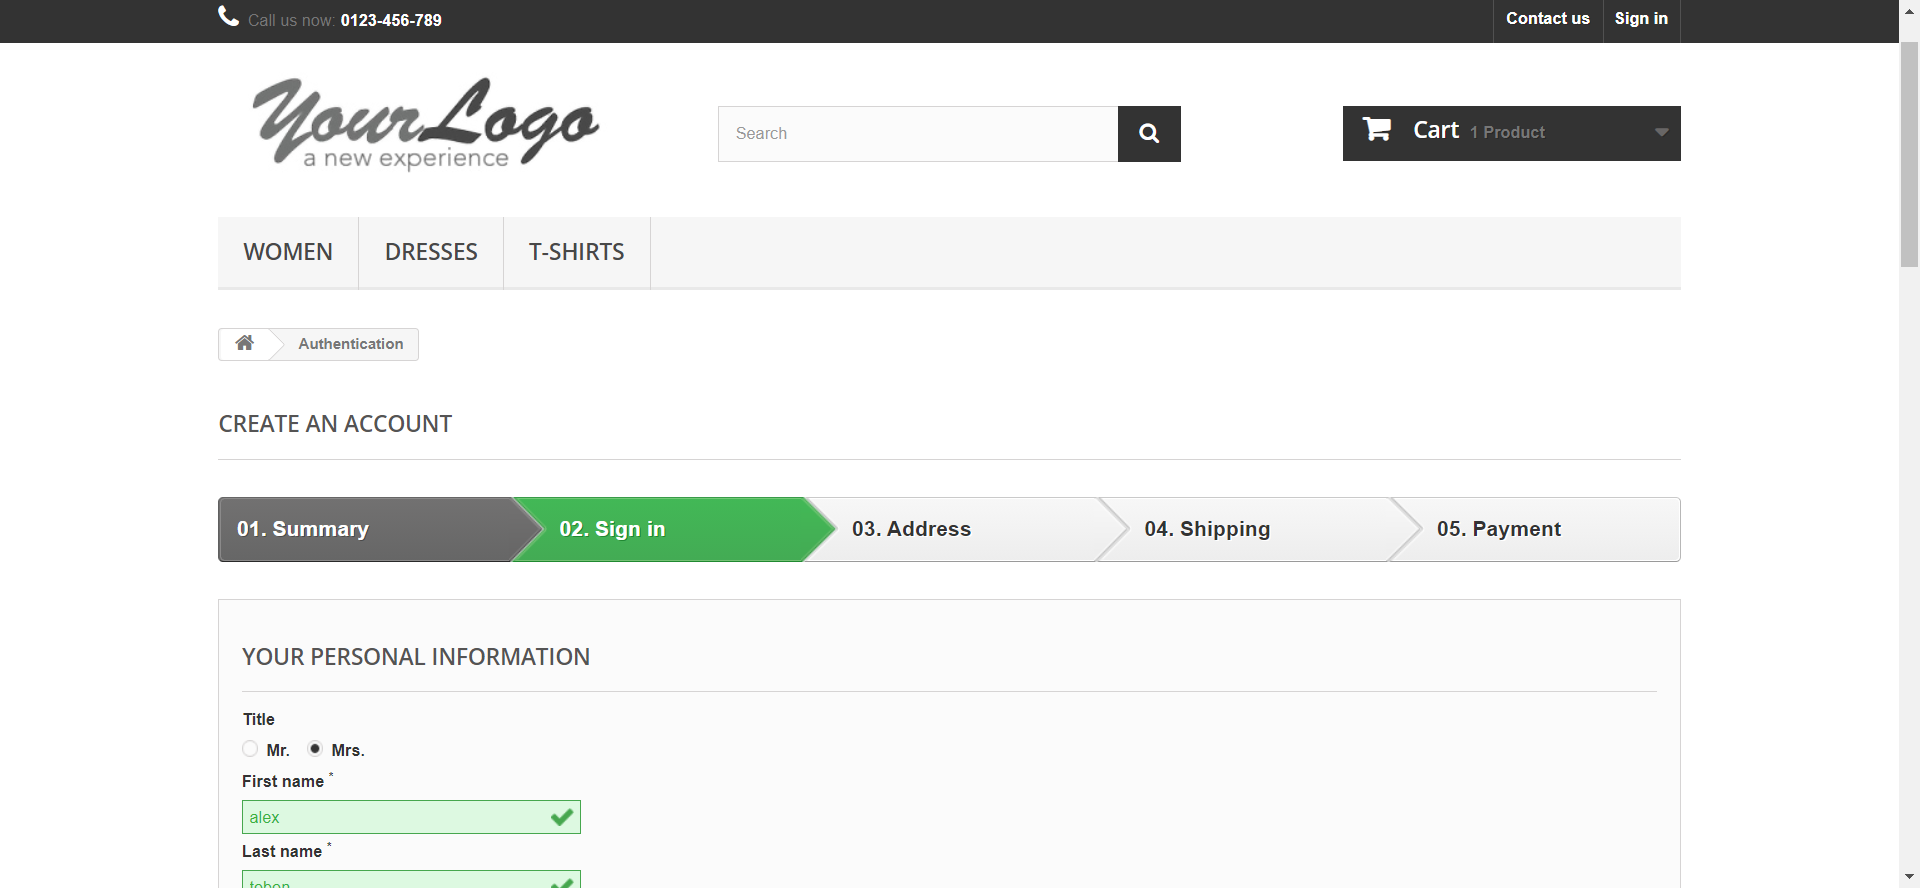 Call us now: 0123-456-789
Contact us
Sign in
YourLogo
a new experience
Search
Cart 1 Product
WOMEN
DRESSES
T-SHIRTS
Authentication
CREATE AN ACCOUNT
01. Summary
02. Sign in
03. Address
04. Shipping
05. Payment
YOUR PERSONAL INFORMATION
Title
Mr.
Mrs.
First name *
alex
Last name *